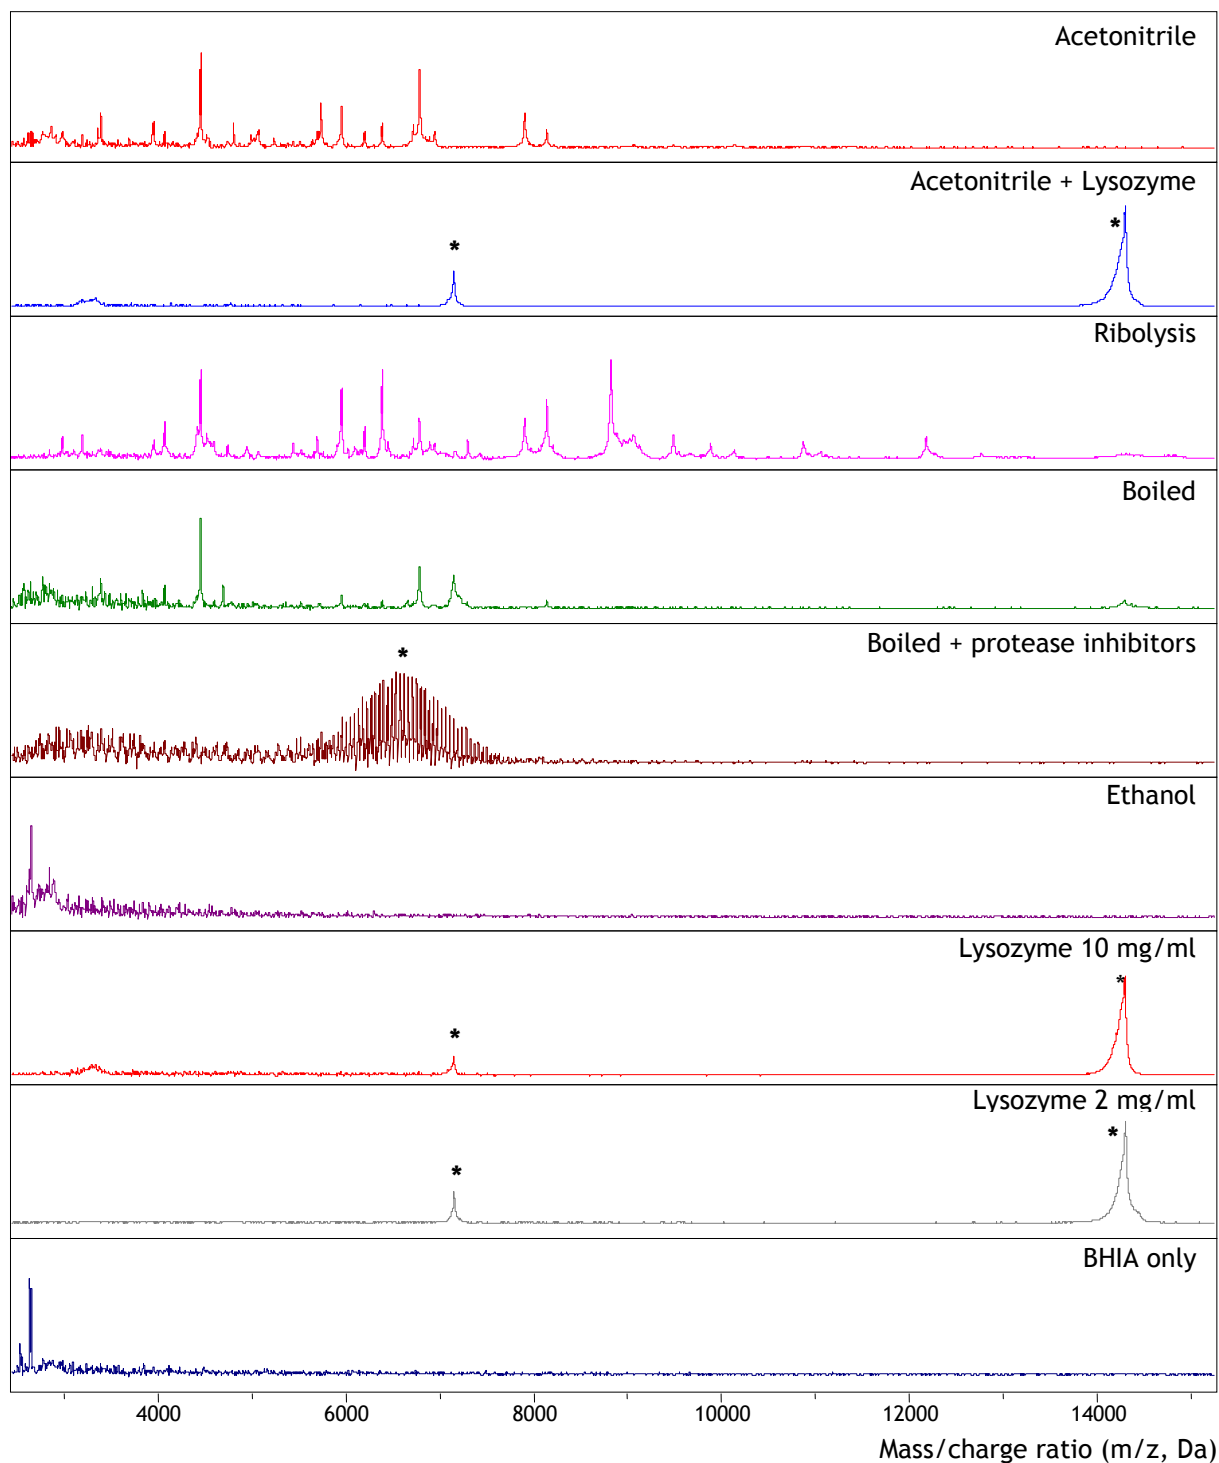 Acetonitrile
Acetonitrile + Lysozyme
*
*
Ribolysis
Boiled
Boiled + protease inhibitors
*
Ethanol
Lysozyme 10 mg/ml
*
*
Lysozyme 2 mg/ml
*
*
BHIA only
4000 6000 8000 10000 12000 14000
Mass/charge ratio (m/z, Da)